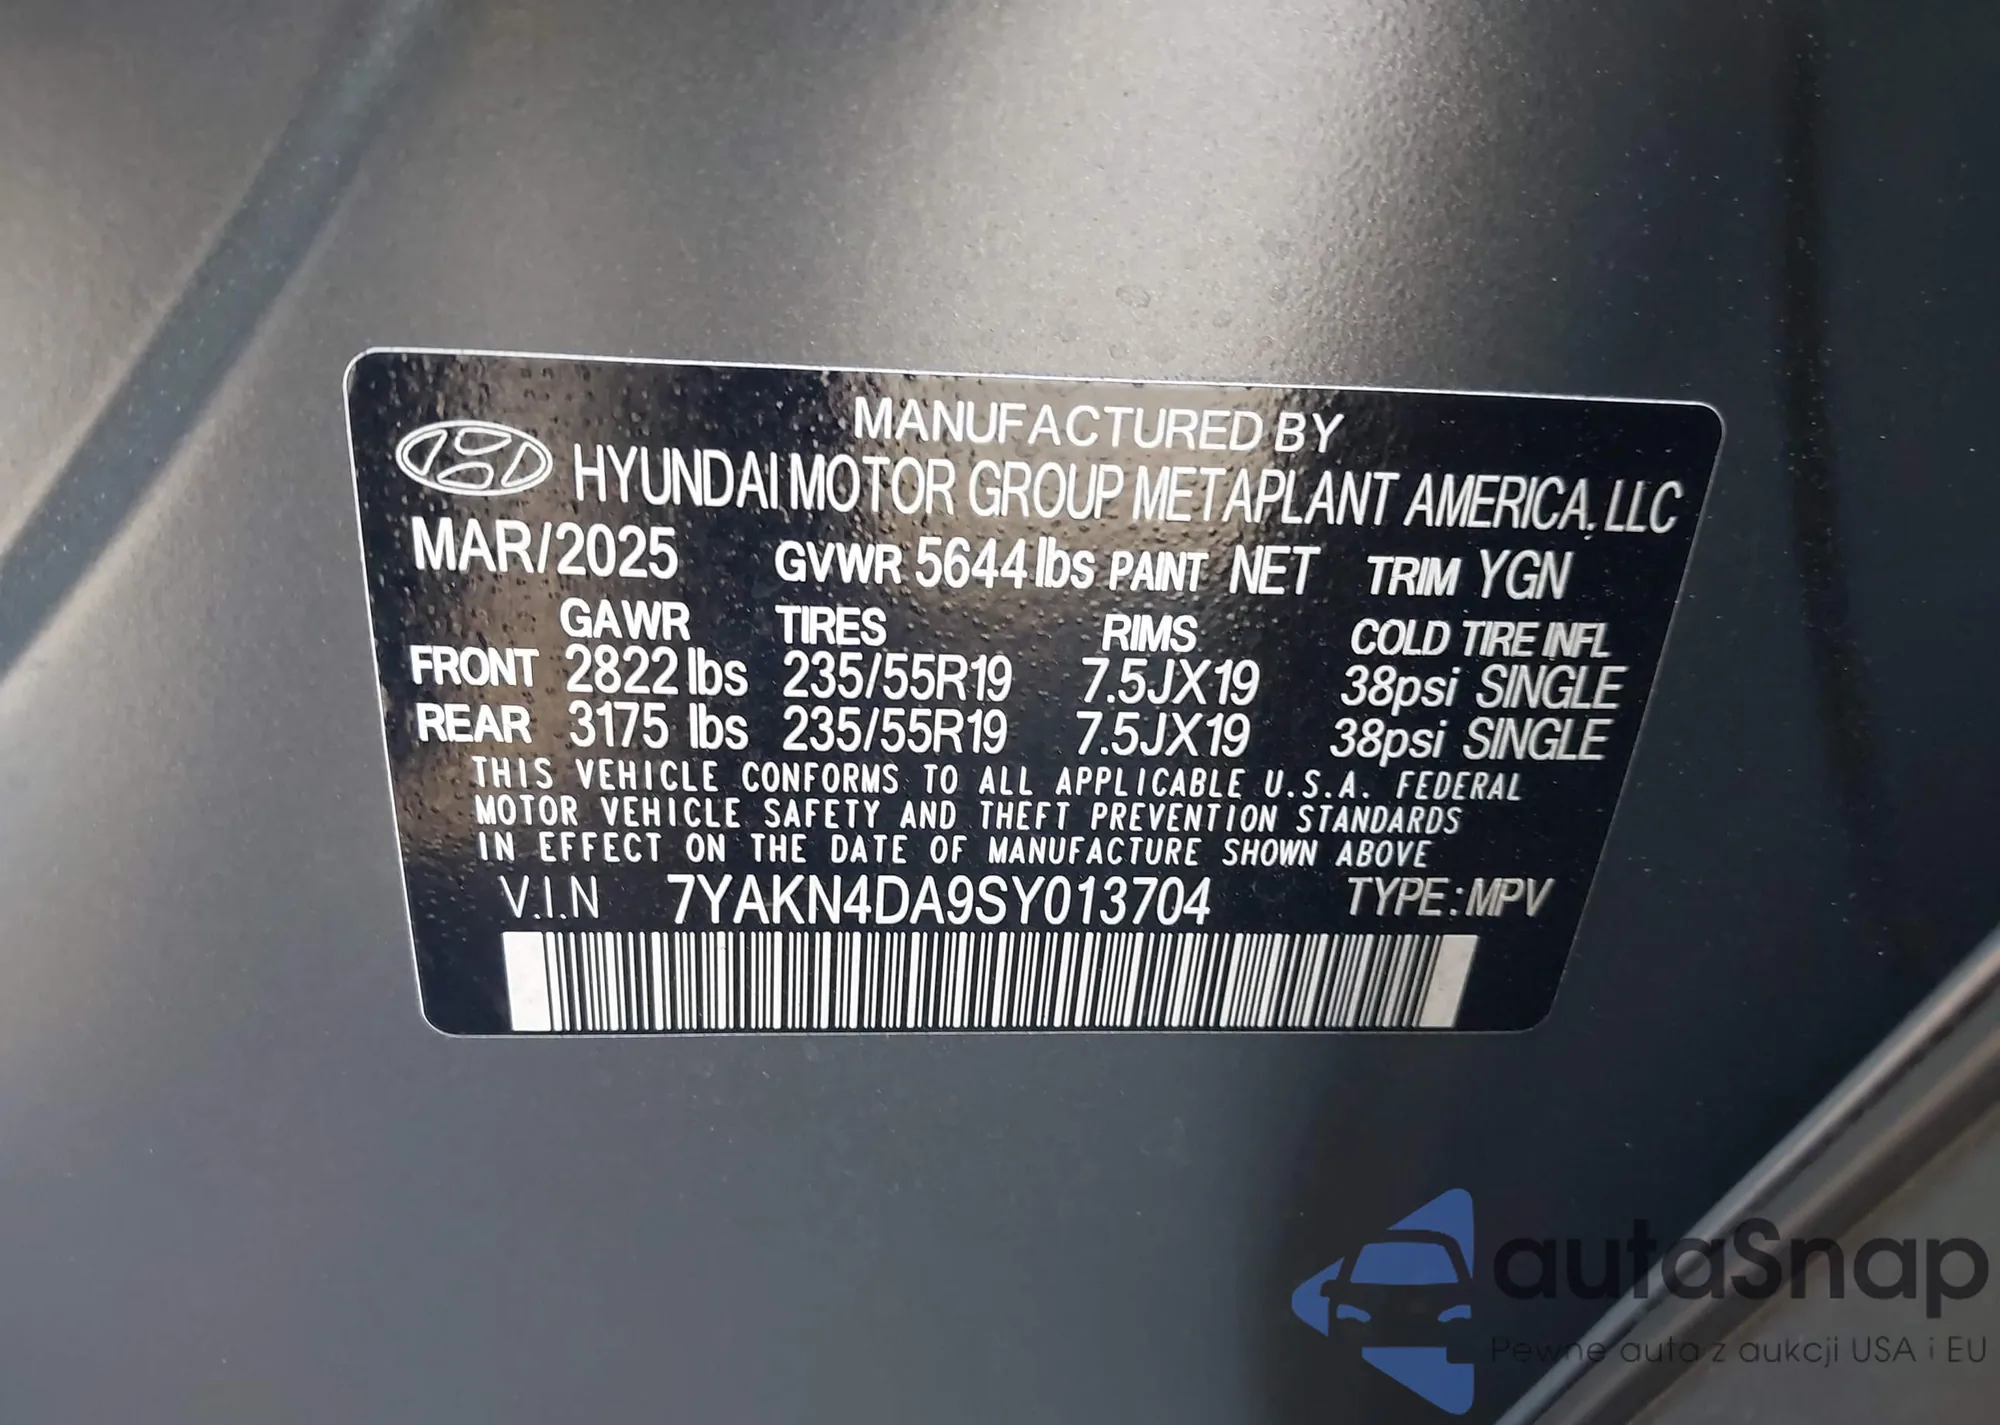 MANUFACTURED BY
HYUNDAI MOTOR GROUP METAPLANT AMERICA, LLC
MAR/2025 GVWR 5644 lbs PAINT NET TRIM YGN
GAWR TIRES RIMS COLD TIRE INFL
FRONT 2822 lbs 235/55R19 7.5JX19 38psi SINGLE
REAR 3175 lbs 235/55R19 7.5JX19 38psi SINGLE
THIS VEHICLE CONFORMS TO ALL APPLICABLE U.S.A. FEDERAL
MOTOR VEHICLE SAFETY AND THEFT PREVENTION STANDARDS
IN EFFECT ON THE DATE OF MANUFACTURE SHOWN ABOVE
V.I.N 7YAKN4DA9SY013704 TYPE:MPV
autaSnap
Pewne auta z aukcji USA i EU